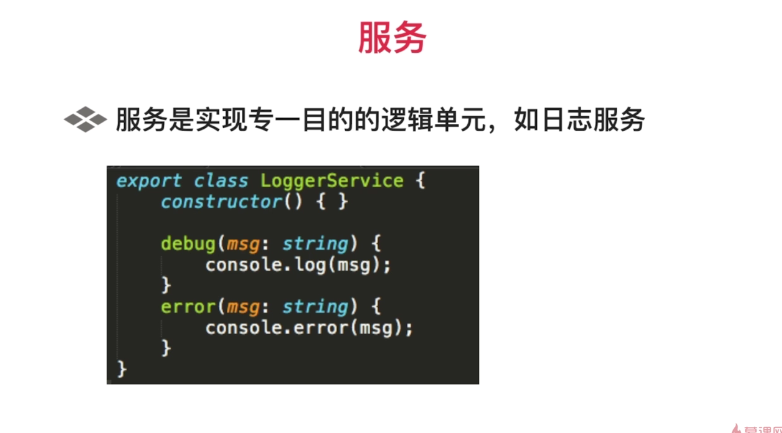 服务
服务是实现专一目的的逻辑单元，如日志服务
export class LoggerService {
    constructor() { }

    debug(msg: string) {
        console.log(msg);
    }
    error(msg: string) {
        console.error(msg);
    }
}